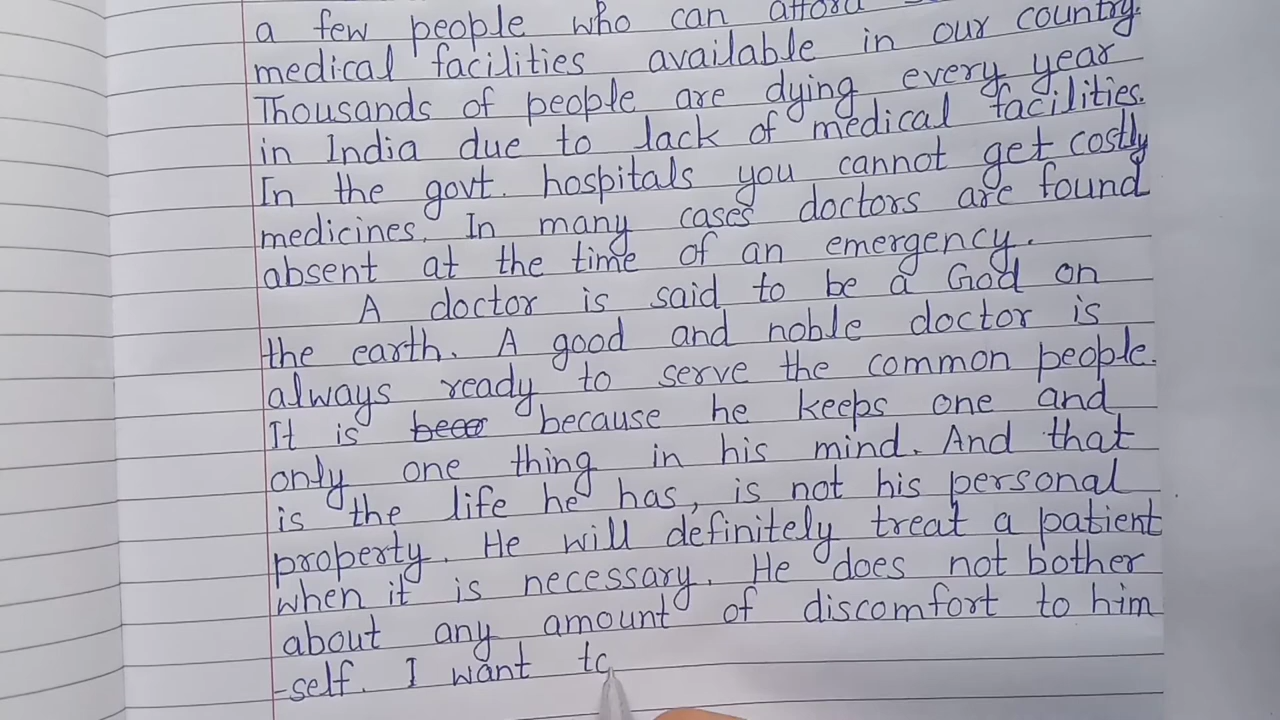 a few people who can afford
medical facilities available in our country.
Thousands of people are dying every year
in India due to lack of medical facilities.
In the govt. hospitals you cannot get costly
medicines. In many cases doctors are found
absent at the time of an emergency.
A doctor is said to be a God on
the earth. A good and noble doctor is
always ready to serve the common people.
It is because he keeps one and
only one thing in his mind. And that
is the life he has, is not his personal
property. He will definitely treat a patient
when it is necessary. He does not bother
about any amount of discomfort to him
-self. I want to